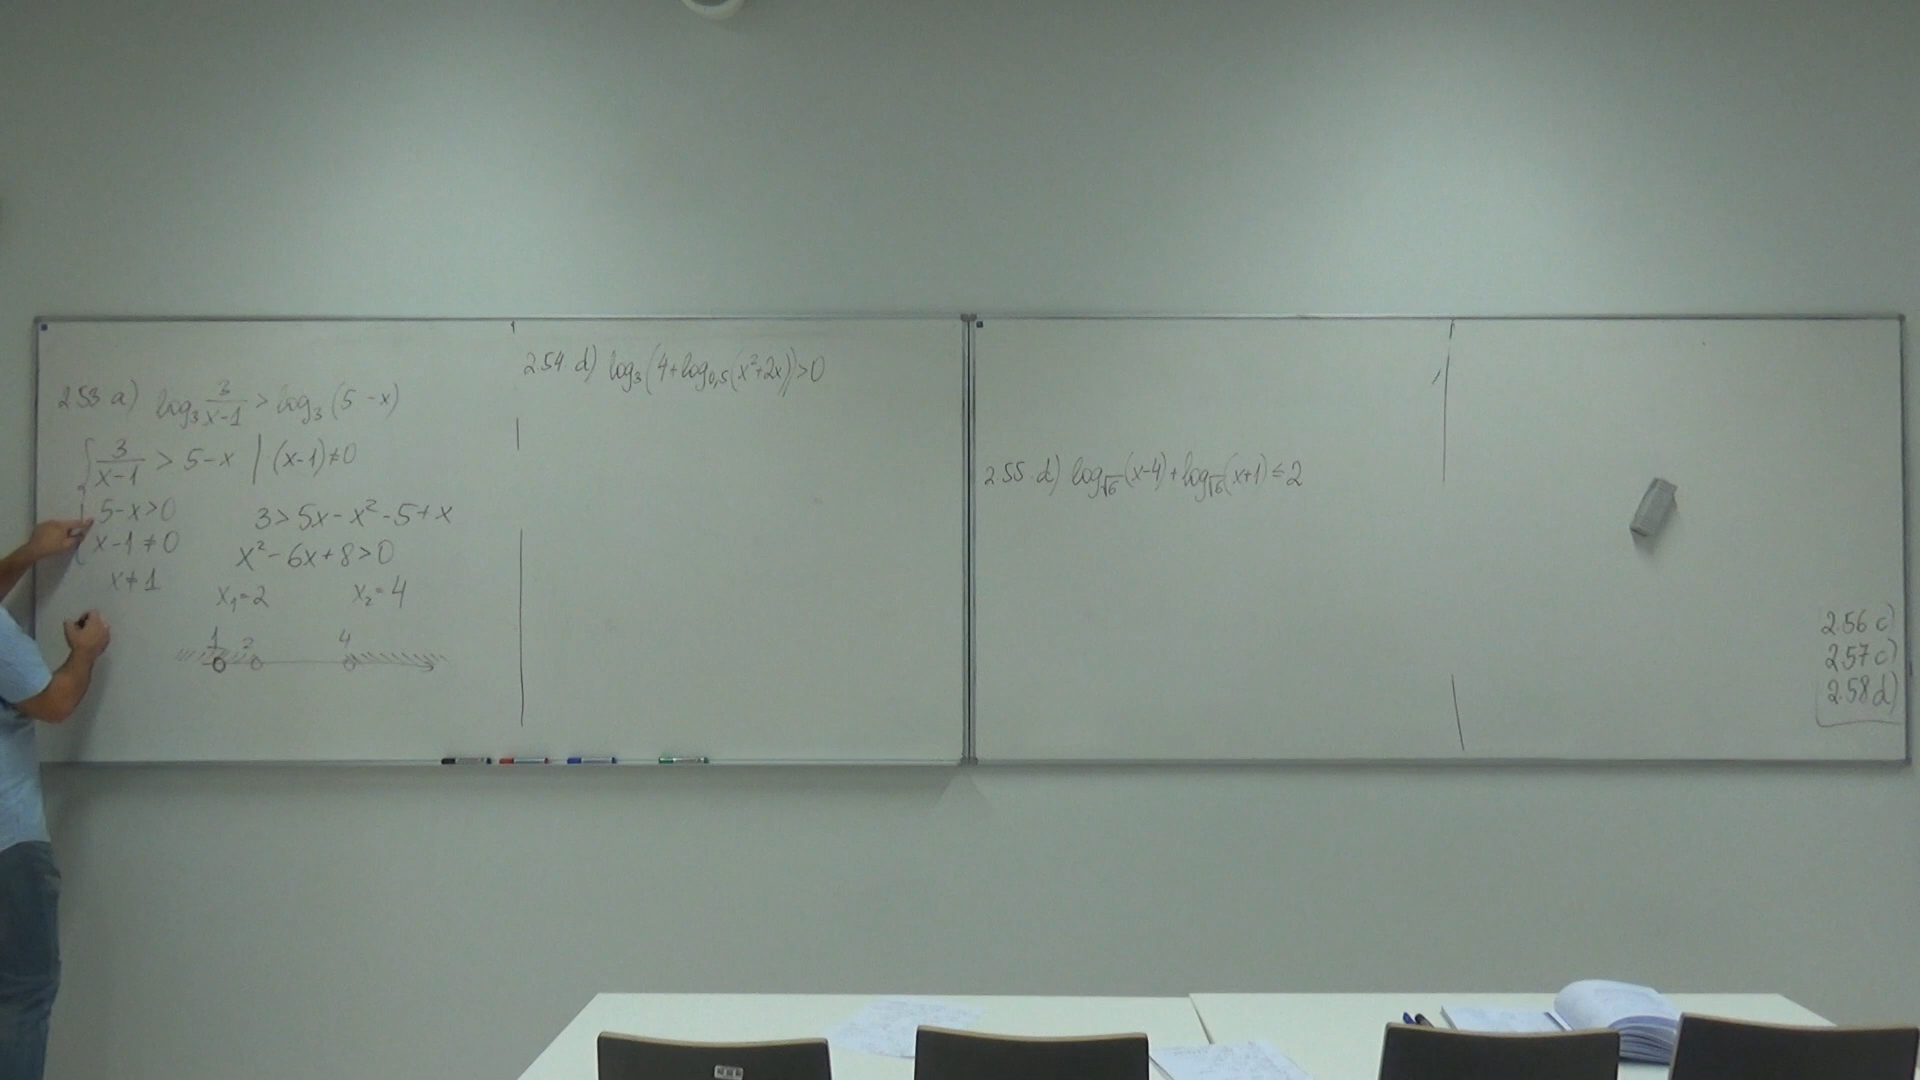 2.53 a) log₃ 3/(x-1) > log₃ (5-x)
3/(x-1) > 5-x | (x-1)≠0
5-x>0
x-1≠0
x≠1
3>5x-x²-5+x
x²-6x+8>0
x₁=2 x₂=4
1 2 4
2.54 d) log₃(4+log₀,₅(x²+2x))>0
2.55 d) log√6(x-4)+log√6(x+1)≤2
2.56 c)
2.57 c)
2.58 d)